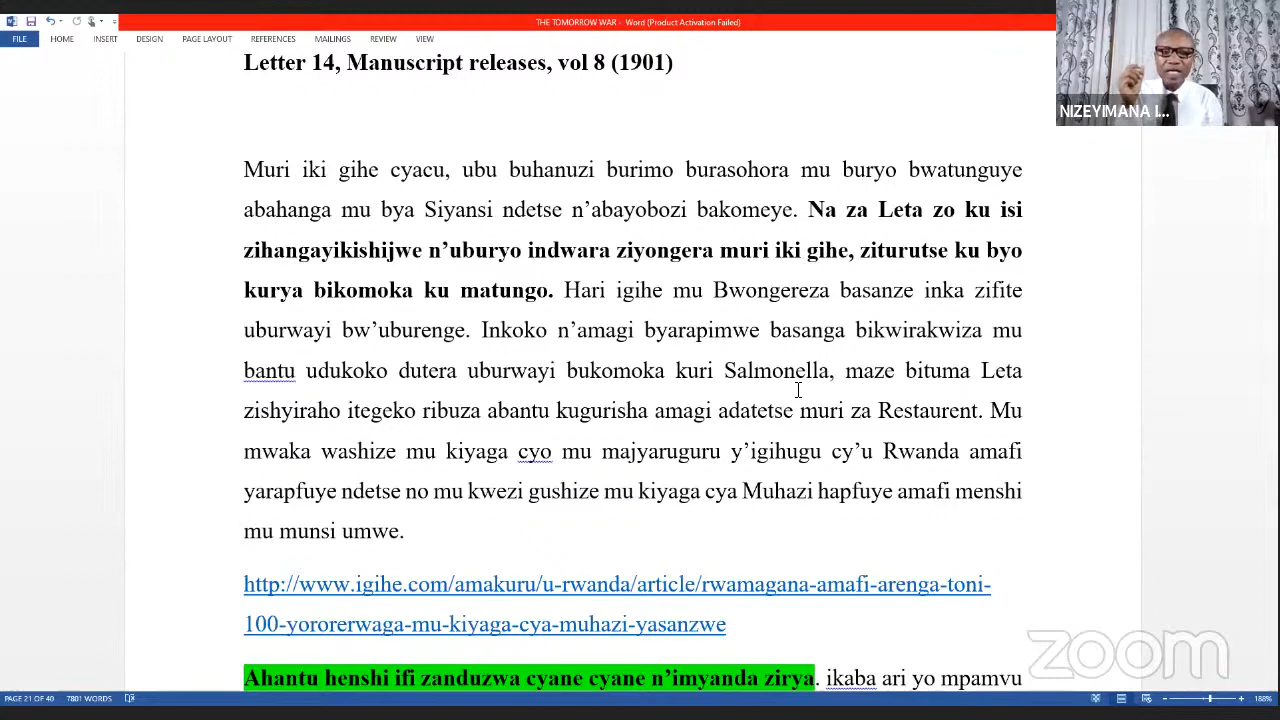 THE TOMORROW WAR - Word (Product Activation Failed)
FILE HOME INSERT DESIGN PAGE LAYOUT REFERENCES MAILINGS REVIEW VIEW
NIZEYIMANA I...
Letter 14, Manuscript releases, vol 8 (1901)
Muri iki gihe cyacu, ubu buhanuzi burimo burasohora mu buryo bwatunguye
abahanga mu bya Siyansi ndetse n’abayobozi bakomeye. Na za Leta zo ku isi
zihangayikishijwe n’uburyo indwara ziyongera muri iki gihe, ziturutse ku byo
kurya bikomoka ku matungo. Hari igihe mu Bwongereza basanze inka zifite
uburwayi bw’uburenge. Inkoko n’amagi byarapimwe basanga bikwirakwiza mu
bantu udukoko dutera uburwayi bukomoka kuri Salmonella, maze bituma Leta
zishyiraho itegeko ribuza abantu kugurisha amagi adatetse muri za Restaurent. Mu
mwaka washize mu kiyaga cyo mu majyaruguru y’igihugu cy’u Rwanda amafi
yarapfuye ndetse no mu kwezi gushize mu kiyaga cya Muhazi hapfuye amafi menshi
mu munsi umwe.
http://www.igihe.com/amakuru/u-rwanda/article/rwamagana-amafi-arenga-toni-
100-yororerwaga-mu-kiyaga-cya-muhazi-yasanzwe
Ahantu henshi ifi zanduzwa cyane cyane n’imyanda zirya. ikaba ari yo mpamvu
zoom
PAGE 21 OF 40 7801 WORDS 188%